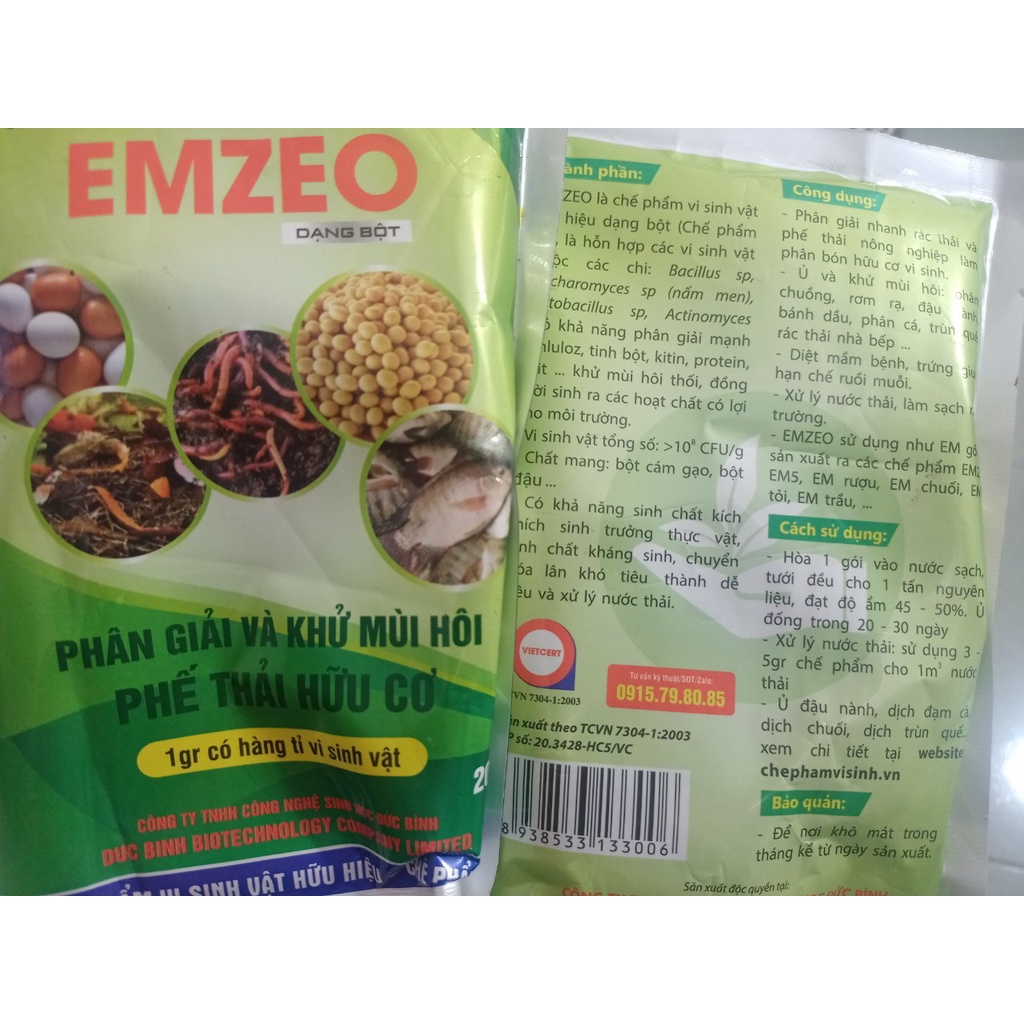 EMZEO
DẠNG BỘT
PHÂN GIẢI VÀ KHỬ MÙI HÔI
PHẾ THẢI HỮU CƠ
1gr có hàng tỉ vi sinh vật
CÔNG TY TNHH CÔNG NGHỆ SINH HỌC ĐỨC BÌNH
DUC BINH BIOTECHNOLOGY COMPANY LIMITED
SINH VẬT HỮU HIỆU
ành phần:
ZEO là chế phẩm vi sinh vật
hiệu dạng bột (Chế phẩm
, là hỗn hợp các vi sinh vật
ộc các chi: Bacillus sp,
charomyces sp (nấm men),
tobacillus sp, Actinomyces
khả năng phân giải mạnh
luloz, tinh bột, kitin, protein,
it ... khử mùi hôi thối, đồng
ời sinh ra các hoạt chất có lợi
o môi trường.
Vi sinh vật tổng số: >10⁸ CFU/g
Chất mang: bột cám gạo, bột
đậu ...
Có khả năng sinh chất kích
hích sinh trưởng thực vật,
nh chất kháng sinh, chuyển
óa lân khó tiêu thành dễ
êu và xử lý nước thải.
VIETCERT
VN 7304-1:2003
Tư vấn kỹ thuật/SĐT/Zalo:
0915.79.80.85
ản xuất theo TCVN 7304-1:2003
P số: 20.3428-HC5/VC
8 938533 133006
Công dụng:
- Phân giải nhanh rác thải và
phế thải nông nghiệp làm
phân bón hữu cơ vi sinh.
- Ủ và khử mùi hôi: phân
chuồng, rơm rạ, đậu ành
bánh dầu, phân cá, trùn quế
rác thải nhà bếp ...
- Diệt mầm bệnh, trứng giu
hạn chế ruồi muỗi.
- Xử lý nước thải, làm sạch
trường.
- EMZEO sử dụng như EM gố
sản xuất ra các chế phẩm EM2
EM5, EM rượu, EM chuối, EM
tỏi, EM trầu, ...
Cách sử dụng:
- Hòa 1 gói vào nước sạch,
tưới đều cho 1 tấn nguyên
liệu, đạt độ ẩm 45 - 50%. Ủ
đống trong 20 - 30 ngày
- Xử lý nước thải: sử dụng 3 -
5gr chế phẩm cho 1m³ nước
thải
- Ủ đậu nành, dịch đạm cá,
dịch chuối, dịch trùn quế...
xem chi tiết tại website
chephamvisinh.vn
Bảo quản:
- Để nơi khô mát trong
tháng kể từ ngày sản xuất.
Sản xuất độc quyền tại: